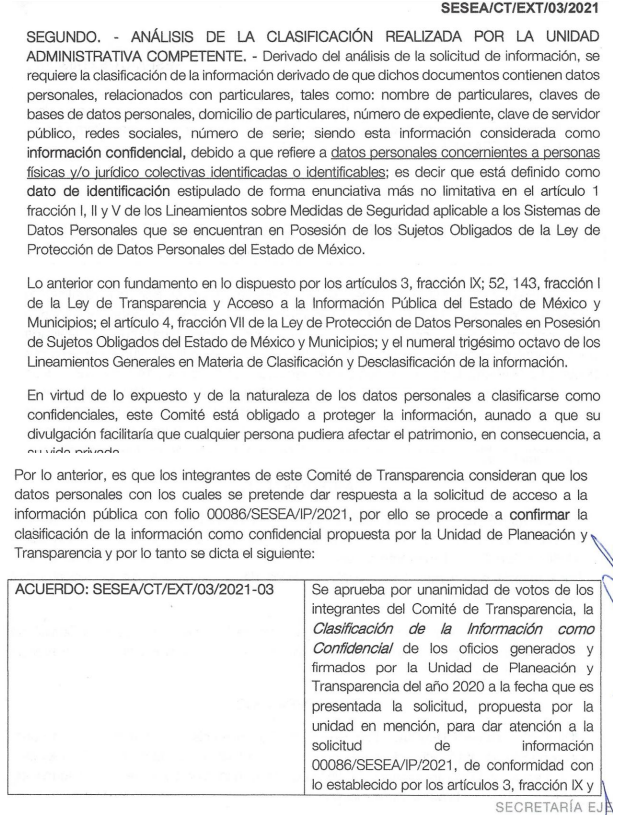 SESEA/CT/EXT/03/2021
SEGUNDO. - ANÁLISIS DE LA CLASIFICACIÓN REALIZADA POR LA UNIDAD
ADMINISTRATIVA COMPETENTE. - Derivado del análisis de la solicitud de información, se
requiere la clasificación de la información derivado de que dichos documentos contienen datos
personales, relacionados con particulares, tales como: nombre de particulares, claves de
bases de datos personales, domicilio de particulares, número de expediente, clave de servidor
público, redes sociales, número de serie; siendo esta información considerada como
información confidencial, debido a que refiere a datos personales concernientes a personas
físicas y/o jurídico colectivas identificadas o identificables; es decir que está definido como
dato de identificación estipulado de forma enunciativa más no limitativa en el artículo 1
fracción I, II y V de los Lineamientos sobre Medidas de Seguridad aplicable a los Sistemas de
Datos Personales que se encuentran en Posesión de los Sujetos Obligados de la Ley de
Protección de Datos Personales del Estado de México.
Lo anterior con fundamento en lo dispuesto por los artículos 3, fracción IX; 52, 143, fracción I
de la Ley de Transparencia y Acceso a la Información Pública del Estado de México y
Municipios; el artículo 4, fracción VII de la Ley de Protección de Datos Personales en Posesión
de Sujetos Obligados del Estado de México y Municipios; y el numeral trigésimo octavo de los
Lineamientos Generales en Materia de Clasificación y Desclasificación de la información.
En virtud de lo expuesto y de la naturaleza de los datos personales a clasificarse como
confidenciales, este Comité está obligado a proteger la información, aunado a que su
divulgación facilitaría que cualquier persona pudiera afectar el patrimonio, en consecuencia, a
su vida privada
Por lo anterior, es que los integrantes de este Comité de Transparencia consideran que los
datos personales con los cuales se pretende dar respuesta a la solicitud de acceso a la
información pública con folio 00086/SESEA/IP/2021, por ello se procede a confirmar la
clasificación de la información como confidencial propuesta por la Unidad de Planeación y
Transparencia y por lo tanto se dicta el siguiente:
ACUERDO: SESEA/CT/EXT/03/2021-03
Se aprueba por unanimidad de votos de los
integrantes del Comité de Transparencia, la
Clasificación de la Información como
Confidencial de los oficios generados y
firmados por la Unidad de Planeación y
Transparencia del año 2020 a la fecha que es
presentada la solicitud, propuesta por la
unidad en mención, para dar atención a la
solicitud de información
00086/SESEA/IP/2021, de conformidad con
lo establecido por los artículos 3, fracción IX y
SECRETARÍA EJE